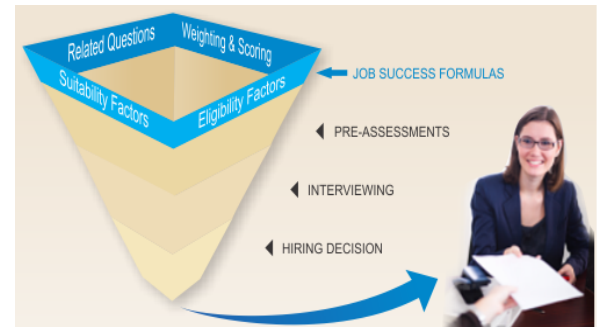 Related Questions
Weighting & Scoring
Suitability Factors
Eligibility Factors
JOB SUCCESS FORMULAS
PRE-ASSESSMENTS
INTERVIEWING
HIRING DECISION